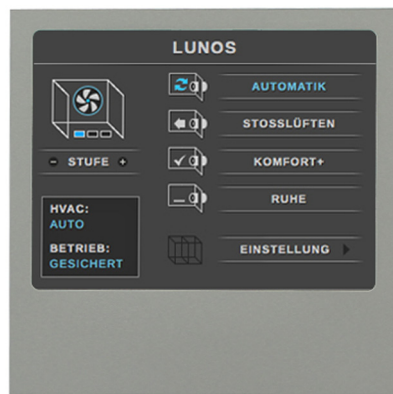 LUNOS
AUTOMATIK
STOSSLÜFTEN
- STUFE +
KOMFORT+
RUHE
HVAC:
AUTO
BETRIEB:
GESICHERT
EINSTELLUNG